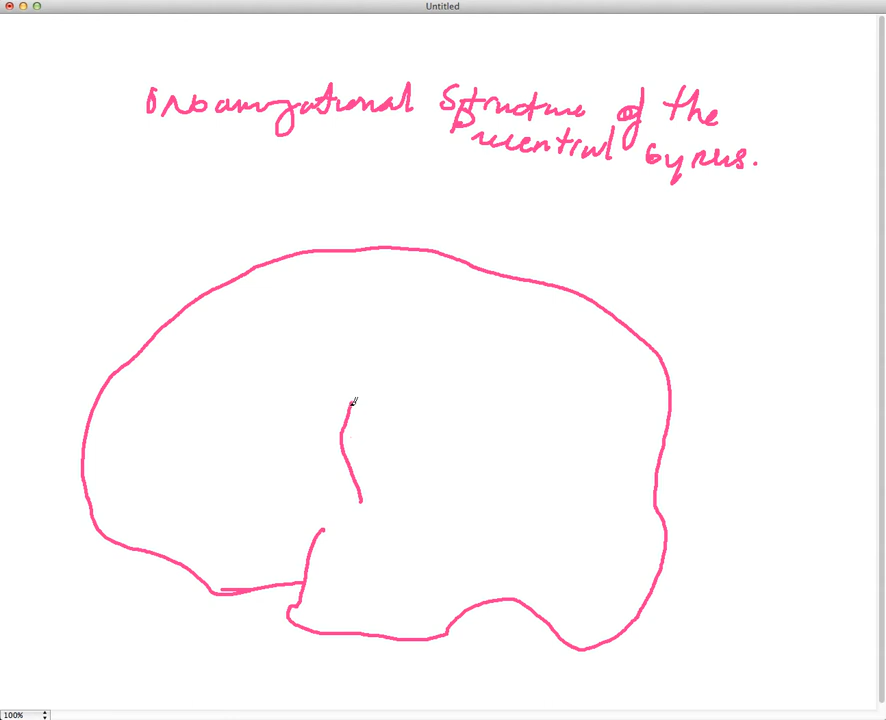 Untitled
Organizational Structure of the
Precentral Gyrus.
100%